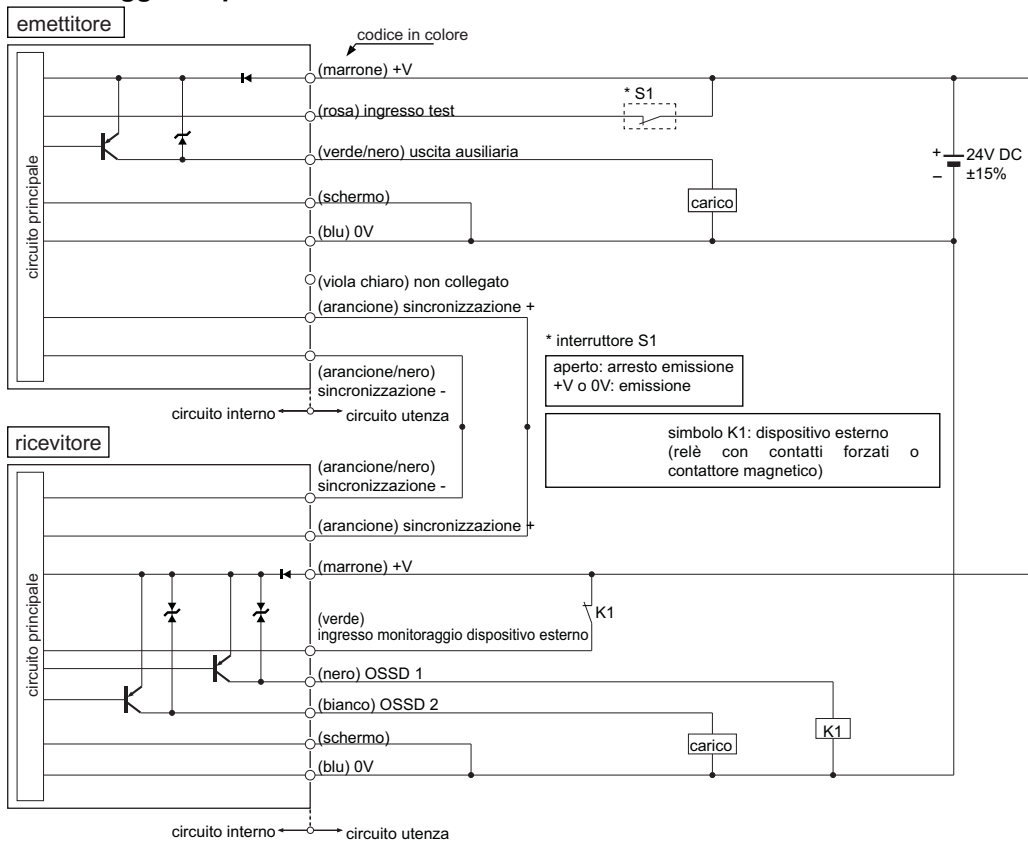 emettitore
codice in colore
circuito principale
(marrone) +V
* S1
(rosa) ingresso test
(verde/nero) uscita ausiliaria
+
24V DC
–
±15%
(schermo)
carico
(blu) 0V
(viola chiaro) non collegato
(arancione) sincronizzazione +
* interruttore S1
aperto: arresto emissione
+V o 0V: emissione
(arancione/nero)
sincronizzazione -
circuito interno
circuito utenza
simbolo K1: dispositivo esterno
(relè con contatti forzati o
contattore magnetico)
ricevitore
circuito principale
(arancione/nero)
sincronizzazione -
(arancione) sincronizzazione +
(marrone) +V
K1
(verde)
ingresso monitoraggio dispositivo esterno
(nero) OSSD 1
(bianco) OSSD 2
K1
(schermo)
carico
(blu) 0V
circuito interno
circuito utenza